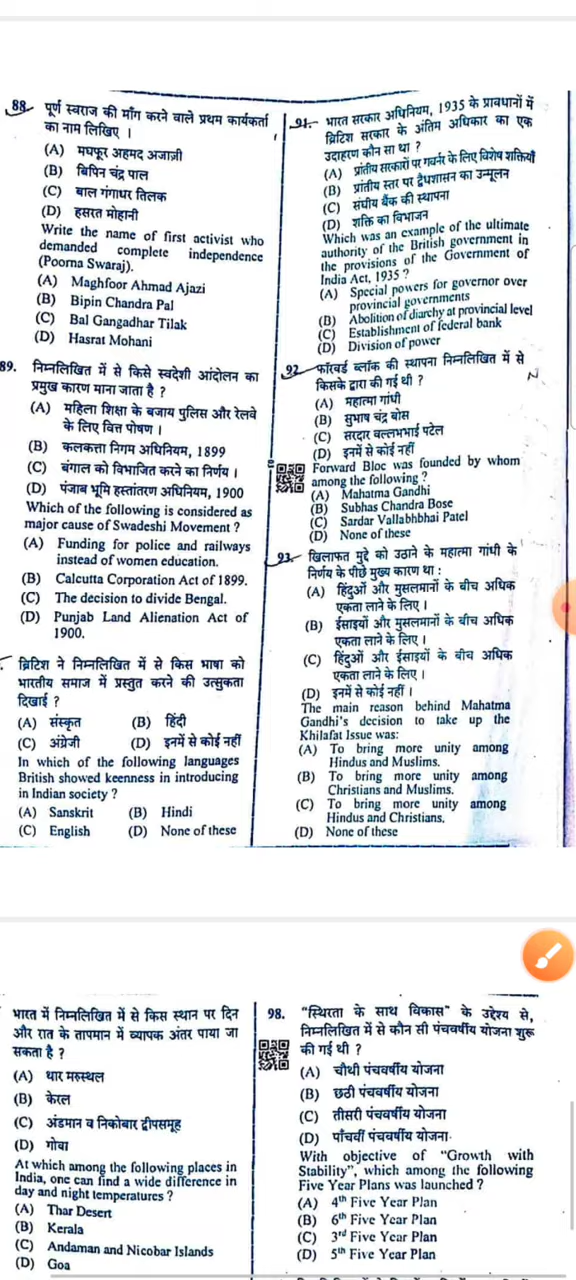 88. पूर्ण स्वराज की माँग करने वाले प्रथम कार्यकर्ता
का नाम लिखिए ।
(A) मघफूर अहमद अजाज़ी
(B) बिपिन चंद्र पाल
(C) बाल गंगाधर तिलक
(D) हसरत मोहानी
Write the name of first activist who
demanded complete independence
(Poorna Swaraj).
(A) Maghfoor Ahmad Ajazi
(B) Bipin Chandra Pal
(C) Bal Gangadhar Tilak
(D) Hasrat Mohani
89. निम्नलिखित में से किसे स्वदेशी आंदोलन का
प्रमुख कारण माना जाता है ?
(A) महिला शिक्षा के बजाय पुलिस और रेलवे
के लिए वित्त पोषण ।
(B) कलकत्ता निगम अधिनियम, 1899
(C) बंगाल को विभाजित करने का निर्णय ।
(D) पंजाब भूमि हस्तांतरण अधिनियम, 1900
Which of the following is considered as
major cause of Swadeshi Movement ?
(A) Funding for police and railways
instead of women education.
(B) Calcutta Corporation Act of 1899.
(C) The decision to divide Bengal.
(D) Punjab Land Alienation Act of
1900.
ब्रिटिश ने निम्नलिखित में से किस भाषा को
भारतीय समाज में प्रस्तुत करने की उत्सुकता
दिखाई ?
(A) संस्कृत (B) हिंदी
(C) अंग्रेजी (D) इनमें से कोई नहीं
In which of the following languages
British showed keenness in introducing
in Indian society ?
(A) Sanskrit (B) Hindi
(C) English (D) None of these
91. भारत सरकार अधिनियम, 1935 के प्रावधानों में
ब्रिटिश सरकार के अंतिम अधिकार का एक
उदाहरण कौन सा था ?
(A) प्रांतीय सरकारों पर गवर्नर के लिए विशेष शक्तियाँ
(B) प्रांतीय स्तर पर द्वैधशासन का उन्मूलन
(C) संघीय बैंक की स्थापना
(D) शक्ति का विभाजन
Which was an example of the ultimate
authority of the British government in
the provisions of the Government of
India Act, 1935 ?
(A) Special powers for governor over
provincial governments
(B) Abolition of diarchy at provincial level
(C) Establishment of federal bank
(D) Division of power
92. फॉरवर्ड ब्लॉक की स्थापना निम्नलिखित में से
किसके द्वारा की गई थी ?
(A) महात्मा गांधी
(B) सुभाष चंद्र बोस
(C) सरदार वल्लभभाई पटेल
(D) इनमें से कोई नहीं
Forward Bloc was founded by whom
among the following ?
(A) Mahatma Gandhi
(B) Subhas Chandra Bose
(C) Sardar Vallabhbhai Patel
(D) None of these
93. खिलाफत मुद्दे को उठाने के महात्मा गांधी के
निर्णय के पीछे मुख्य कारण था :
(A) हिंदुओं और मुसलमानों के बीच अधिक
एकता लाने के लिए ।
(B) ईसाइयों और मुसलमानों के बीच अधिक
एकता लाने के लिए ।
(C) हिंदुओं और ईसाइयों के बीच अधिक
एकता लाने के लिए ।
(D) इनमें से कोई नहीं ।
The main reason behind Mahatma
Gandhi's decision to take up the
Khilafat Issue was:
(A) To bring more unity among
Hindus and Muslims.
(B) To bring more unity among
Christians and Muslims.
(C) To bring more unity among
Hindus and Christians.
(D) None of these
भारत में निम्नलिखित में से किस स्थान पर दिन
और रात के तापमान में व्यापक अंतर पाया जा
सकता है ?
(A) थार मरुस्थल
(B) केरल
(C) अंडमान व निकोबार द्वीपसमूह
(D) गोवा
At which among the following places in
India, one can find a wide difference in
day and night temperatures ?
(A) Thar Desert
(B) Kerala
(C) Andaman and Nicobar Islands
(D) Goa
98. "स्थिरता के साथ विकास" के उद्देश्य से,
निम्नलिखित में से कौन सी पंचवर्षीय योजना शुरू
की गई थी ?
(A) चौथी पंचवर्षीय योजना
(B) छठी पंचवर्षीय योजना
(C) तीसरी पंचवर्षीय योजना
(D) पाँचवीं पंचवर्षीय योजना
With objective of "Growth with
Stability", which among the following
Five Year Plans was launched ?
(A) 4th Five Year Plan
(B) 6th Five Year Plan
(C) 3rd Five Year Plan
(D) 5th Five Year Plan